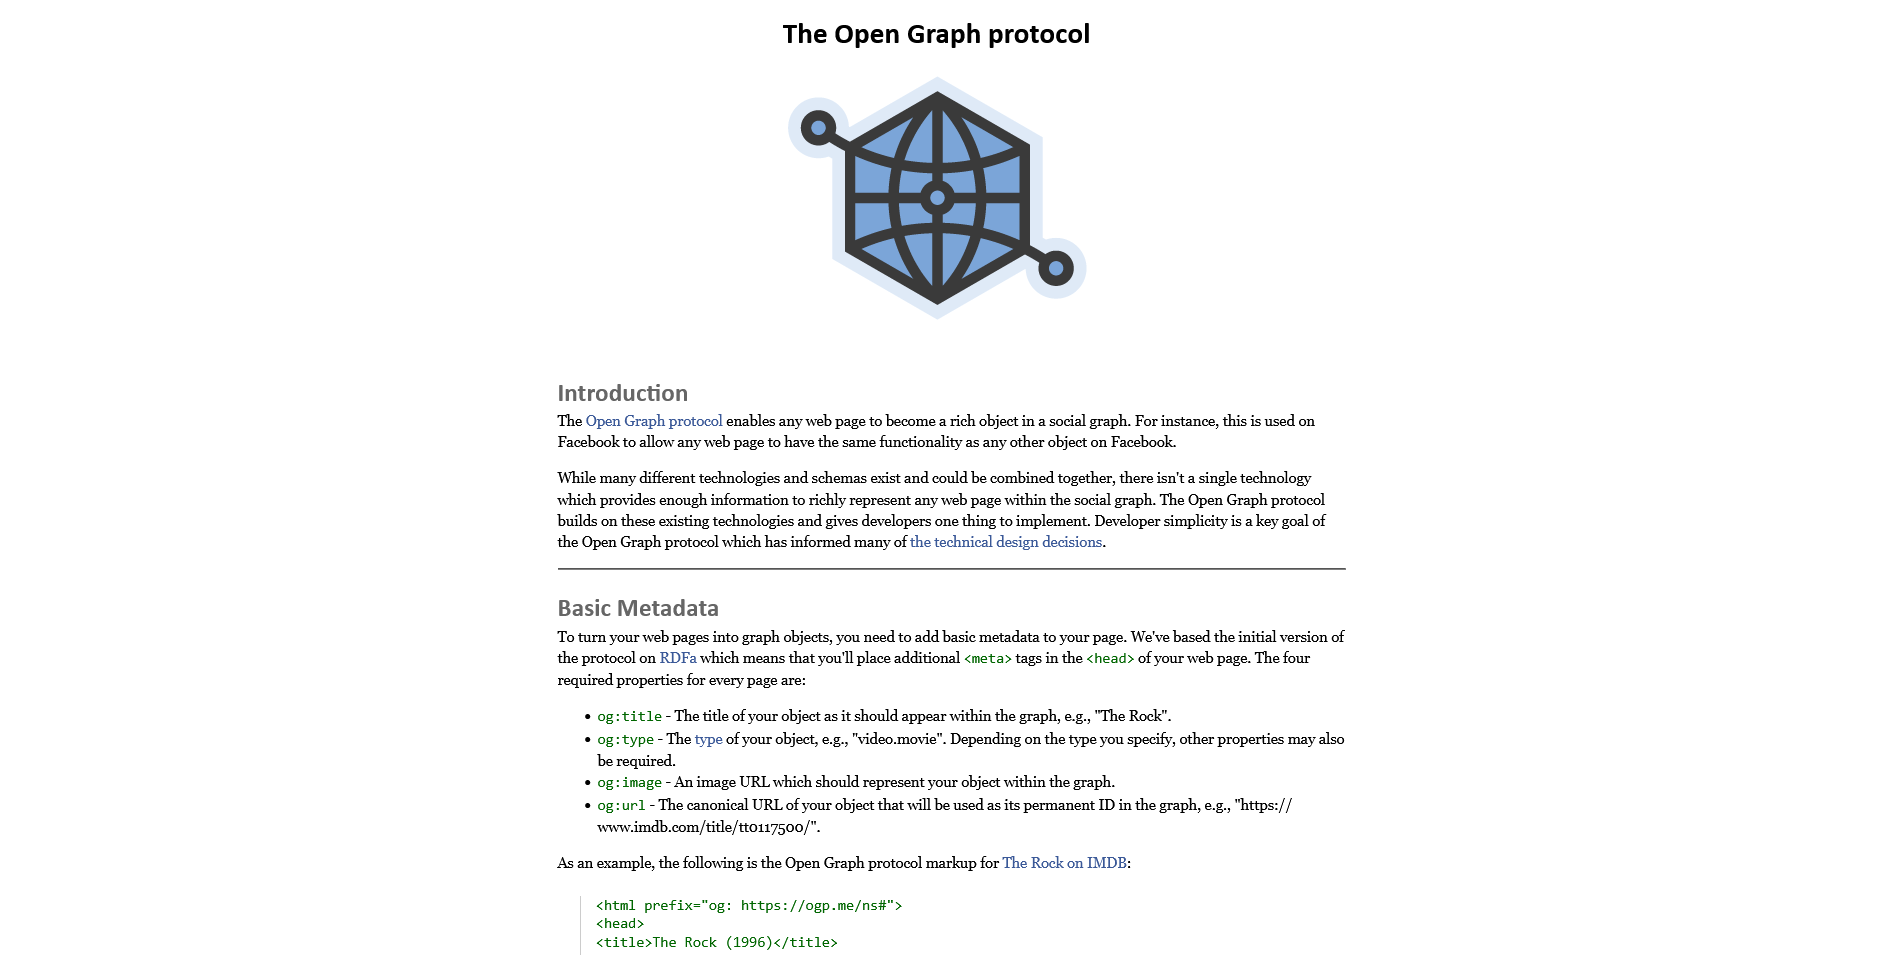 The Open Graph protocol
Introduction
The Open Graph protocol enables any web page to become a rich object in a social graph. For instance, this is used on
Facebook to allow any web page to have the same functionality as any other object on Facebook.
While many different technologies and schemas exist and could be combined together, there isn't a single technology
which provides enough information to richly represent any web page within the social graph. The Open Graph protocol
builds on these existing technologies and gives developers one thing to implement. Developer simplicity is a key goal of
the Open Graph protocol which has informed many of the technical design decisions.
Basic Metadata
To turn your web pages into graph objects, you need to add basic metadata to your page. We've based the initial version of
the protocol on RDFa which means that you'll place additional <meta> tags in the <head> of your web page. The four
required properties for every page are:
• og:title - The title of your object as it should appear within the graph, e.g., "The Rock".
• og:type - The type of your object, e.g., "video.movie". Depending on the type you specify, other properties may also
be required.
• og:image - An image URL which should represent your object within the graph.
• og:url - The canonical URL of your object that will be used as its permanent ID in the graph, e.g., "https://
www.imdb.com/title/tt0117500/".
As an example, the following is the Open Graph protocol markup for The Rock on IMDB:
<html prefix="og: https://ogp.me/ns#">
<head>
<title>The Rock (1996)</title>